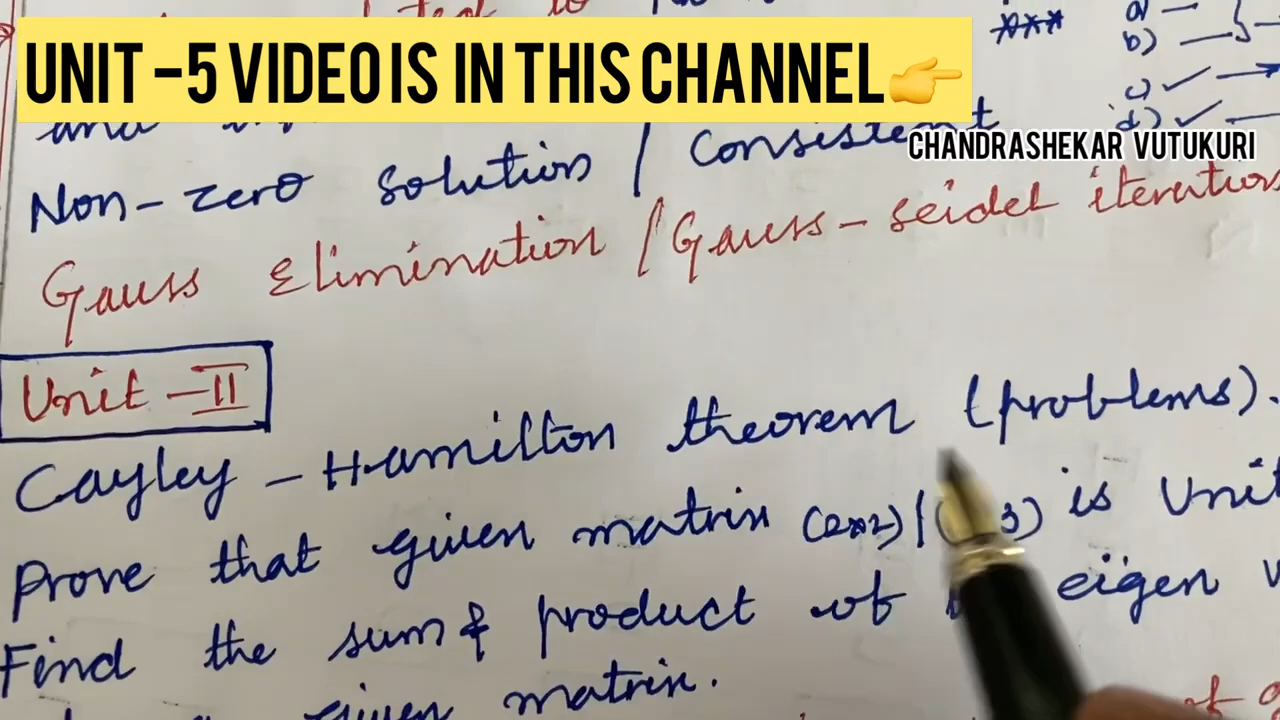 UNIT -5 VIDEO IS IN THIS CHANNEL👉
***
a) —
b) —
c) ✓ →
d) ✓ —
CHANDRASHEKAR VUTUKURI
and
Non-zero solution / Consistent
Gauss Elimination / Gauss-seidel iteration
Unit - II
Cayley - Hamilton theorem (problems).
Prove that given matrix (2x2) / 3) is Unit
Find the sum & product of eigen
given matrix.